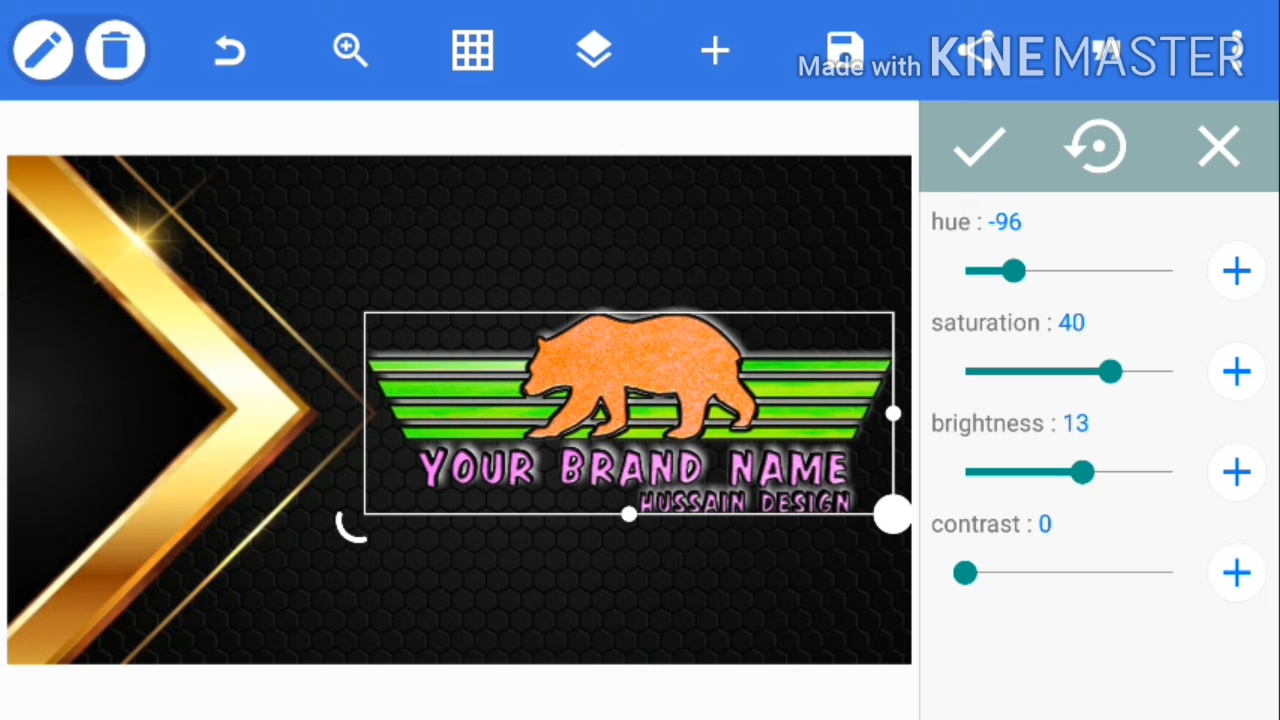 Made with KINEMASTER
hue : -96
saturation : 40
brightness : 13
contrast : 0
YOUR BRAND NAME
HUSSAIN DESIGN